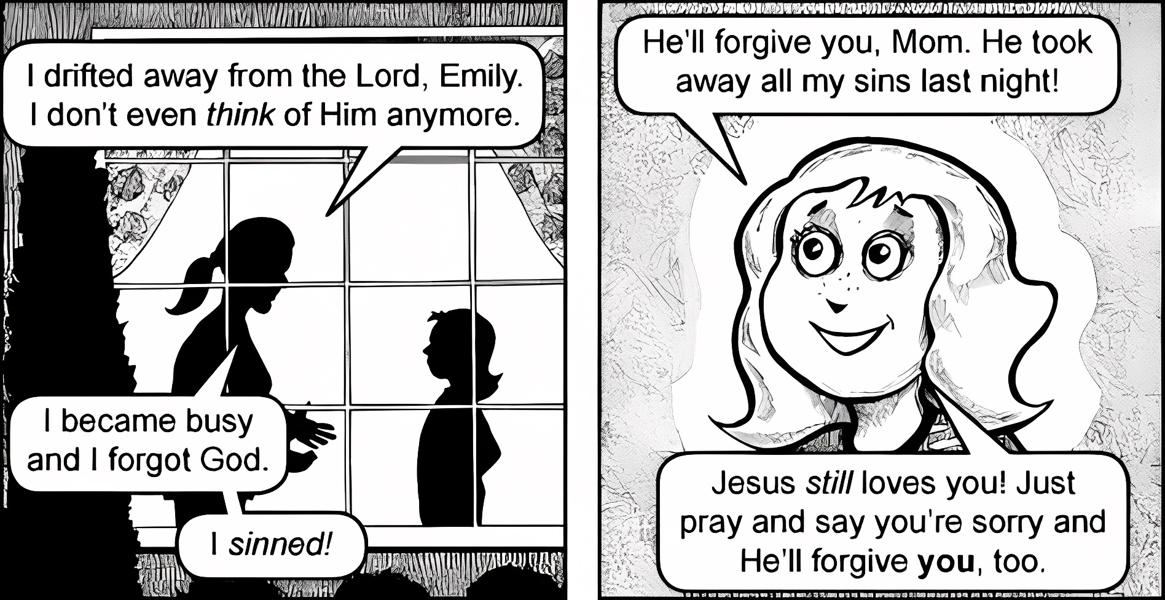 I drifted away from the Lord, Emily.
I don't even think of Him anymore.
I became busy
and I forgot God.
I sinned!
He'll forgive you, Mom. He took
away all my sins last night!
Jesus still loves you! Just
pray and say you're sorry and
He'll forgive you, too.